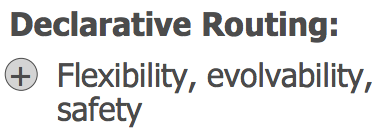 Declarative Routing:
+ Flexibility, evolvability,
safety